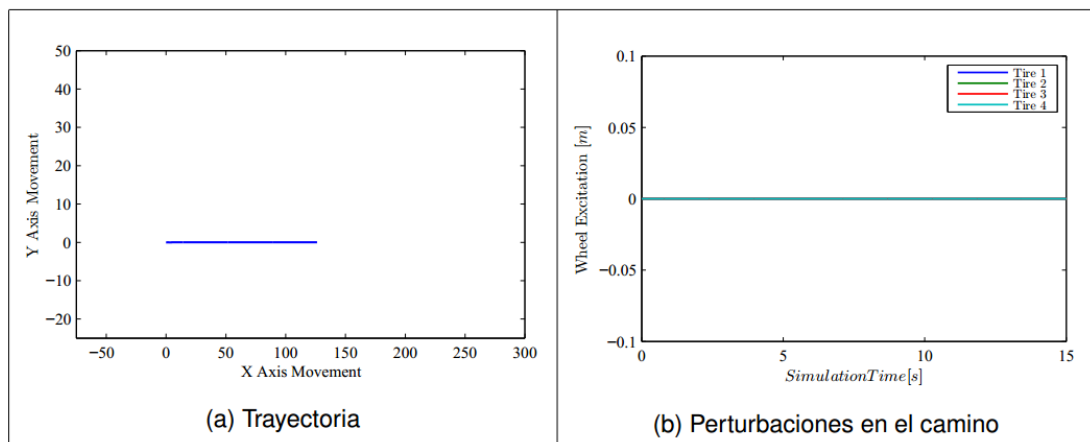 50
40
30
20
10
0
−10
−20
Y Axis Movement
−50 0 50 100 150 200 250 300
X Axis Movement
(a) Trayectoria
0.1
0.05
0
−0.05
−0.1
Wheel Excitation [m]
Tire 1
Tire 2
Tire 3
Tire 4
0 5 10 15
SimulationTime[s]
(b) Perturbaciones en el camino